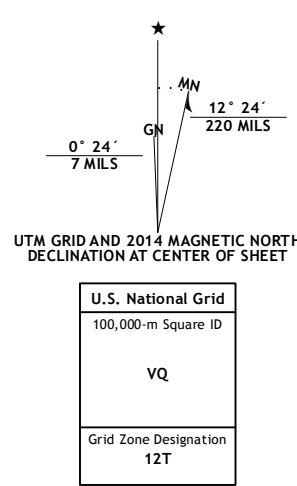 ★
MN
GN
12° 24´
220 MILS
0° 24´
7 MILS
UTM GRID AND 2014 MAGNETIC NORTH
DECLINATION AT CENTER OF SHEET
U.S. National Grid
100,000-m Square ID
VQ
Grid Zone Designation
12T